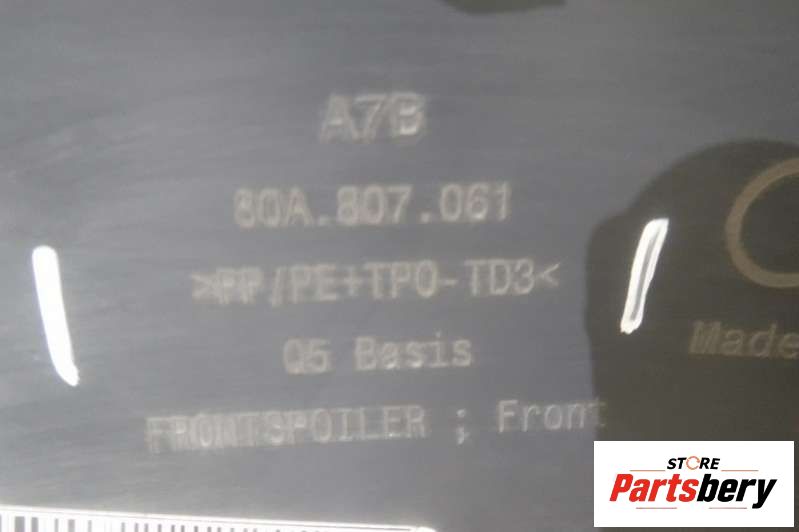 A7B
80A.807.061
>PP/PE+TPO-TD3<
Q5 Basis
Made
FRONTSPOILER ; Front
STORE
Partsbery